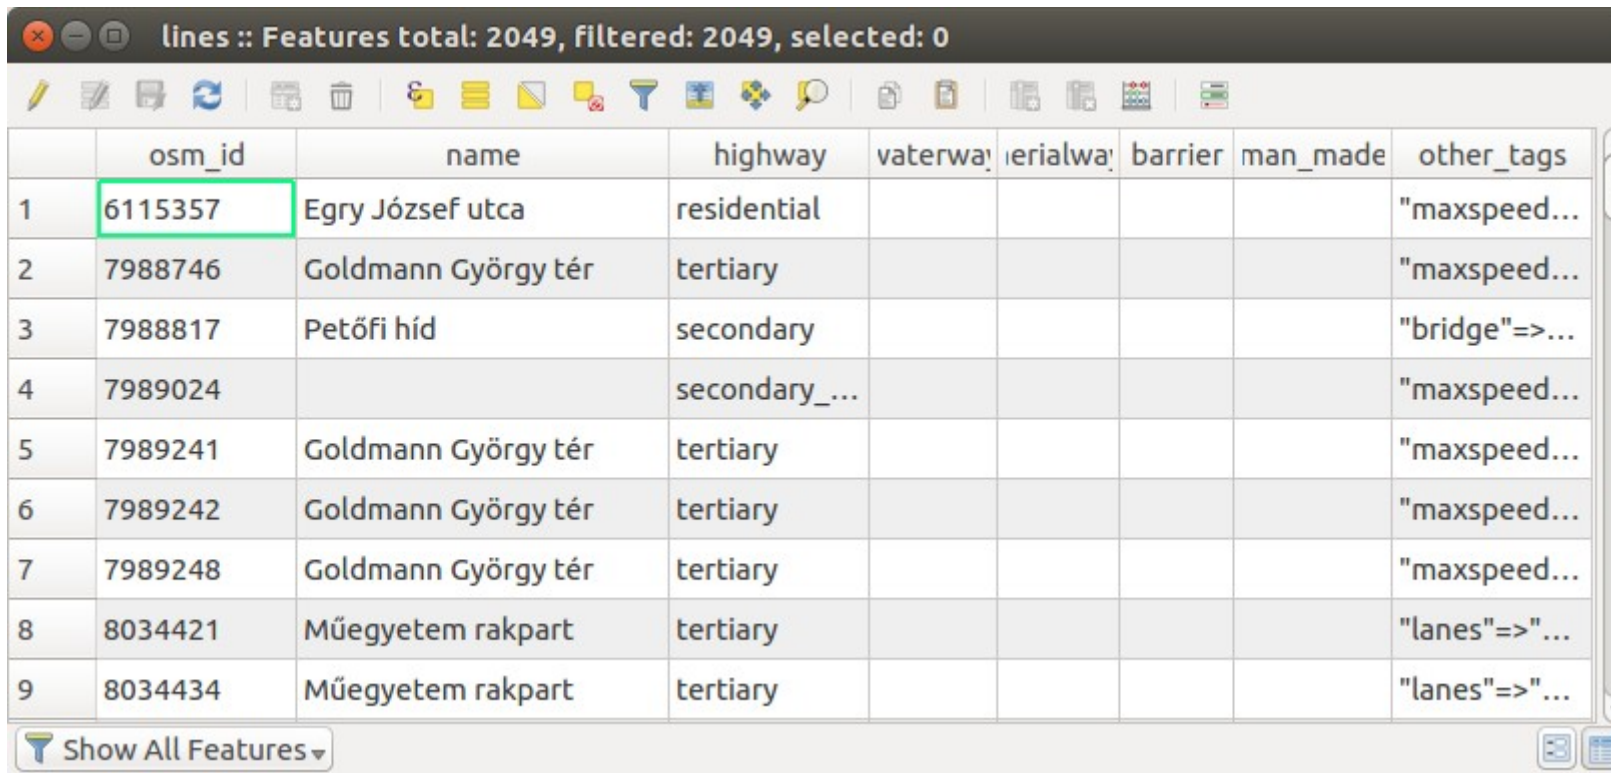 lines :: Features total: 2049, filtered: 2049, selected: 0
osm_id name highway vaterway aerialway barrier man_made other_tags
1 6115357 Egry József utca residential "maxspeed...
2 7988746 Goldmann György tér tertiary "maxspeed...
3 7988817 Petőfi híd secondary "bridge"=>...
4 7989024 secondary_... "maxspeed...
5 7989241 Goldmann György tér tertiary "maxspeed...
6 7989242 Goldmann György tér tertiary "maxspeed...
7 7989248 Goldmann György tér tertiary "maxspeed...
8 8034421 Műegyetem rakpart tertiary "lanes"=>"...
9 8034434 Műegyetem rakpart tertiary "lanes"=>"...
Show All Features